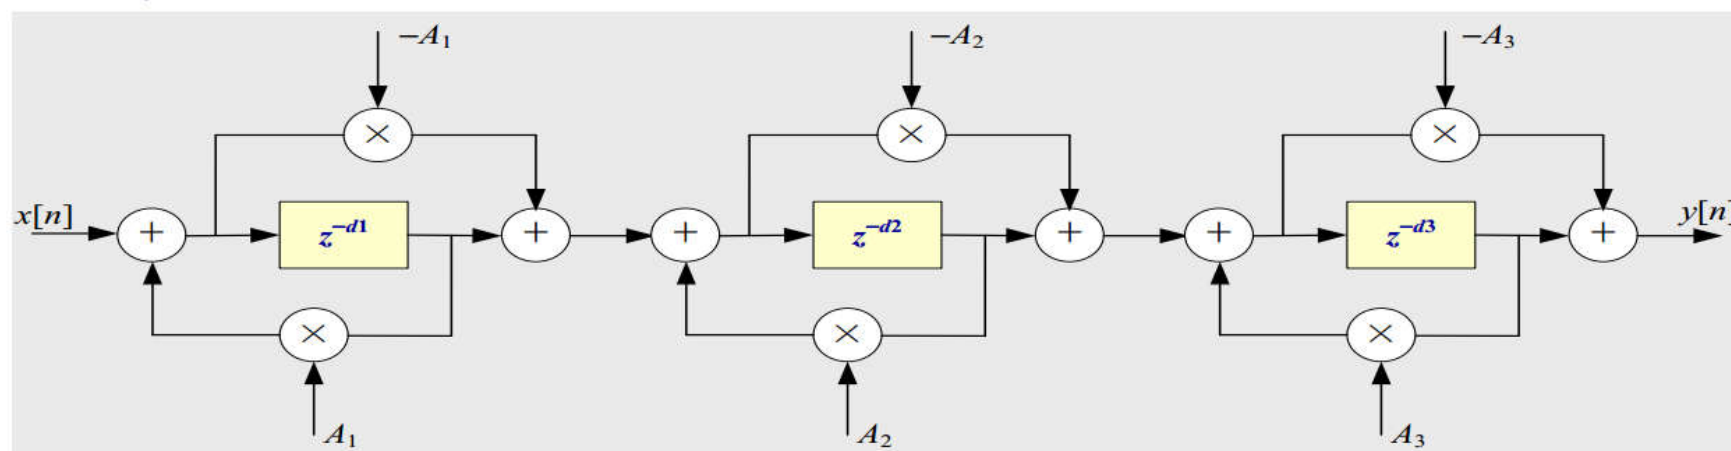 −A₁ −A₂ −A₃
× × ×
x[n] + z⁻ᵈ¹ + + z⁻ᵈ² + + z⁻ᵈ³ + y[n]
× × ×
A₁ A₂ A₃